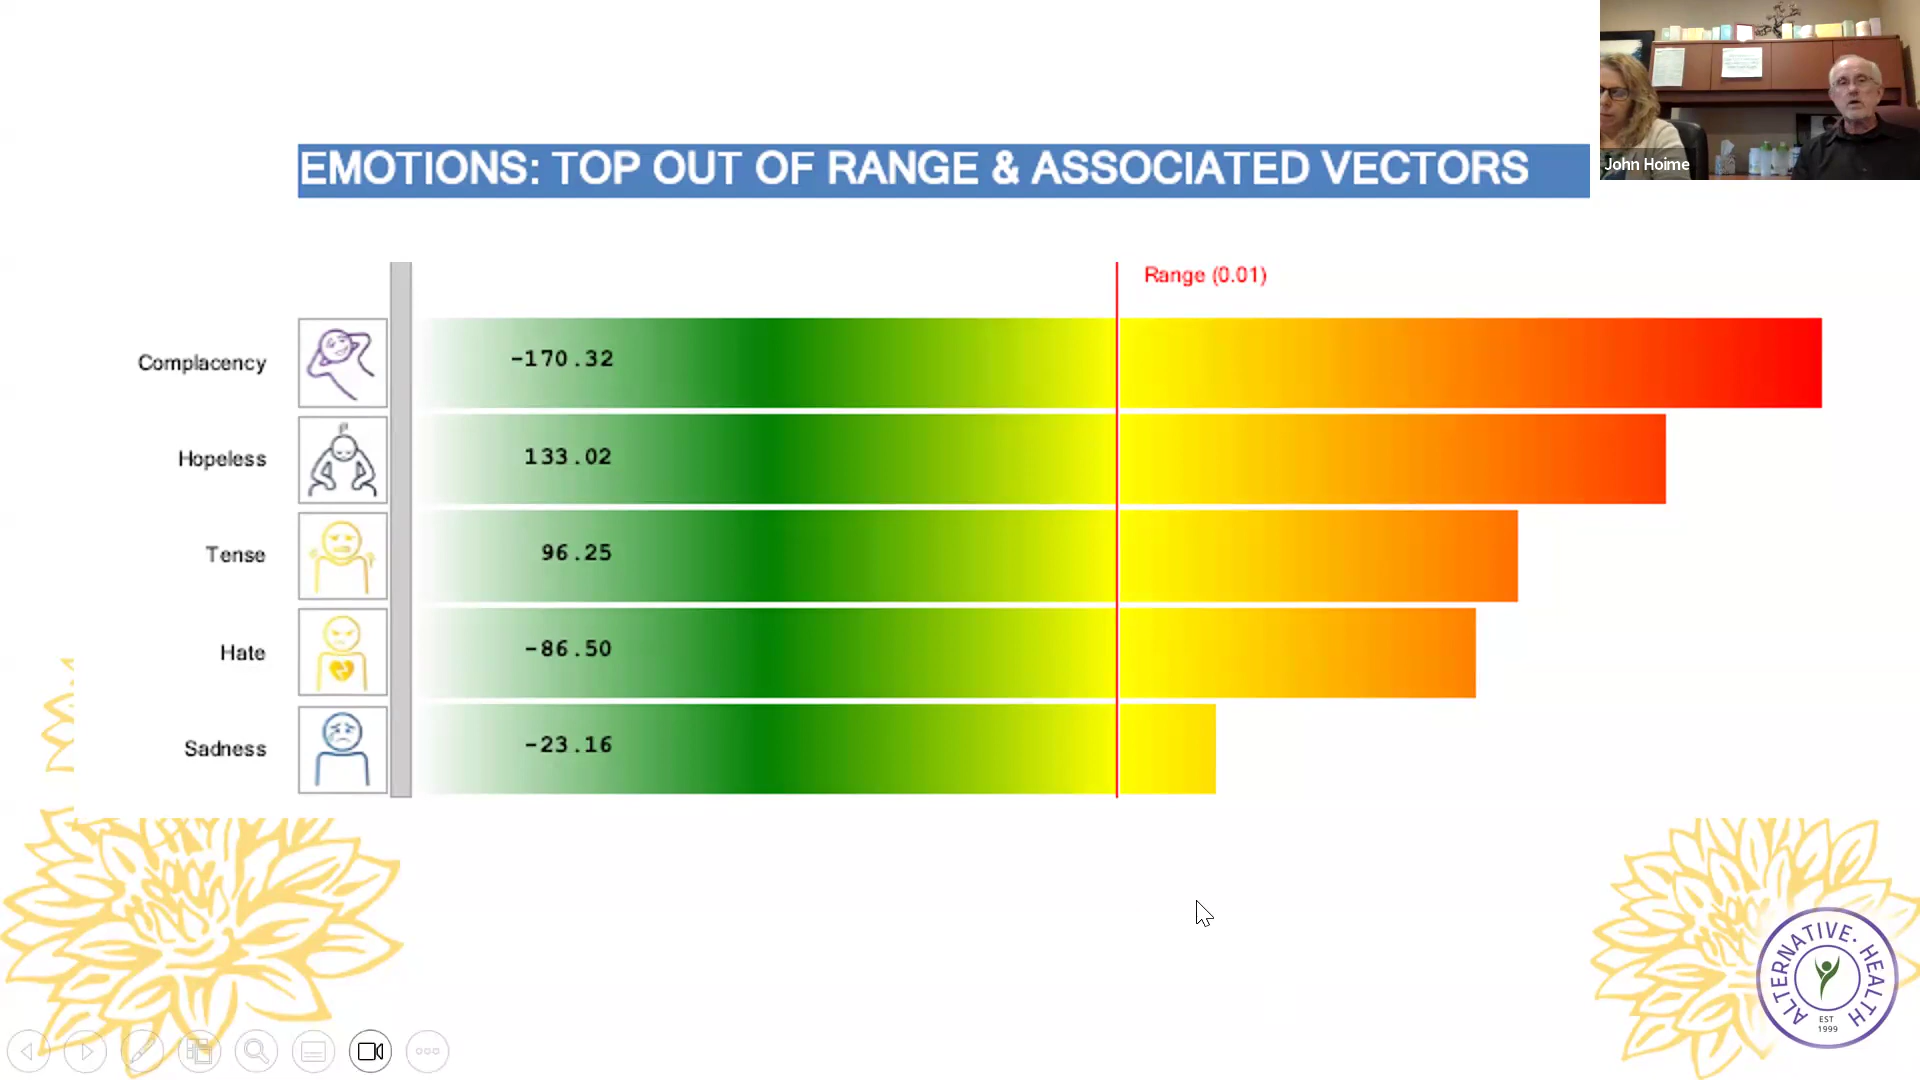 John Hoime
EMOTIONS: TOP OUT OF RANGE & ASSOCIATED VECTORS
Range (0.01)
Complacency -170.32
Hopeless 133.02
Tense 96.25
Hate -86.50
Sadness -23.16
ALTERNATIVE· HEALTH
EST
1999